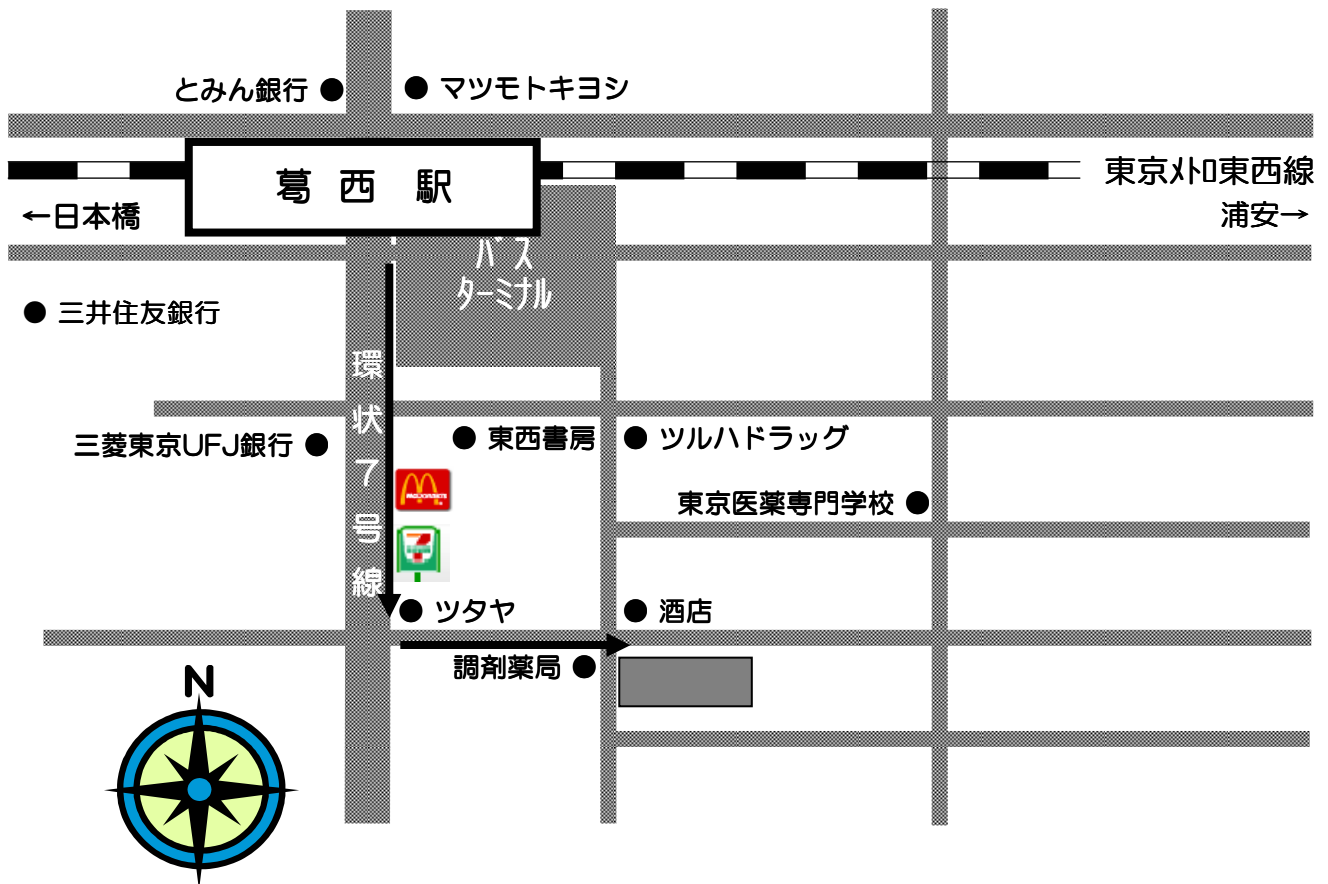 とみん銀行 ● ● マツモトキヨシ
葛 西 駅
東京メトロ東西線
←日本橋
浦安→
バス
ターミナル
● 三井住友銀行
環状7号線
三菱東京UFJ銀行 ●
● 東西書房
● ツルハドラッグ
McDonald's
東京医薬専門学校 ●
7
● ツタヤ
● 酒店
調剤薬局 ●
N